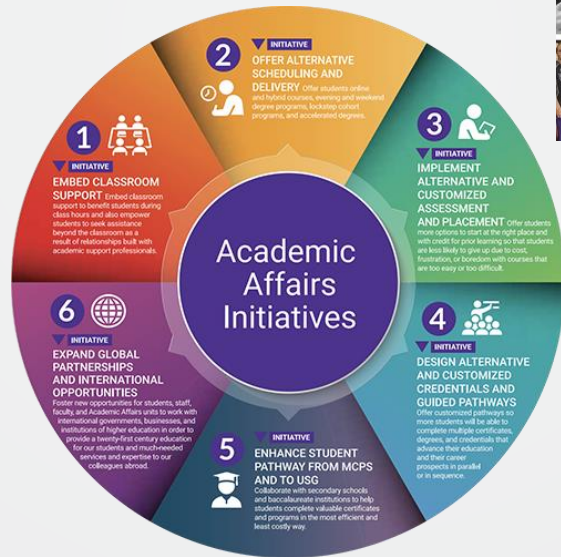 Academic
Affairs
Initiatives
1
INITIATIVE
EMBED CLASSROOM
SUPPORT Embed classroom
support to benefit students during
class hours and also empower
students to seek assistance
beyond the classroom as a
result of relationships built with
academic support professionals.
2
INITIATIVE
OFFER ALTERNATIVE
SCHEDULING AND
DELIVERY Offer students online
and hybrid courses, evening and weekend
degree programs, lockstep cohort
programs, and accelerated degrees.
3
INITIATIVE
IMPLEMENT
ALTERNATIVE AND
CUSTOMIZED
ASSESSMENT
AND PLACEMENT Offer students
more options to start at the right place and
with credit for prior learning so that students
are less likely to give up due to cost,
frustration, or boredom with courses that
are too easy or too difficult.
4
INITIATIVE
DESIGN ALTERNATIVE
AND CUSTOMIZED
CREDENTIALS AND
GUIDED PATHWAYS
Offer customized pathways so
more students will be able to
complete multiple certificates,
degrees, and credentials that
advance their education
and their career
prospects in parallel
or in sequence.
5
INITIATIVE
ENHANCE STUDENT
PATHWAY FROM MCPS
AND TO USG
Collaborate with secondary schools
and baccalaureate institutions to help
students complete valuable certificates
and programs in the most efficient and
least costly way.
6
INITIATIVE
EXPAND GLOBAL
PARTNERSHIPS
AND INTERNATIONAL
OPPORTUNITIES
Foster new opportunities for students, staff,
faculty, and Academic Affairs units to work with
international governments, businesses, and
institutions of higher education in order to
provide a twenty-first century education
for our students and much-needed
services and expertise to our
colleagues abroad.